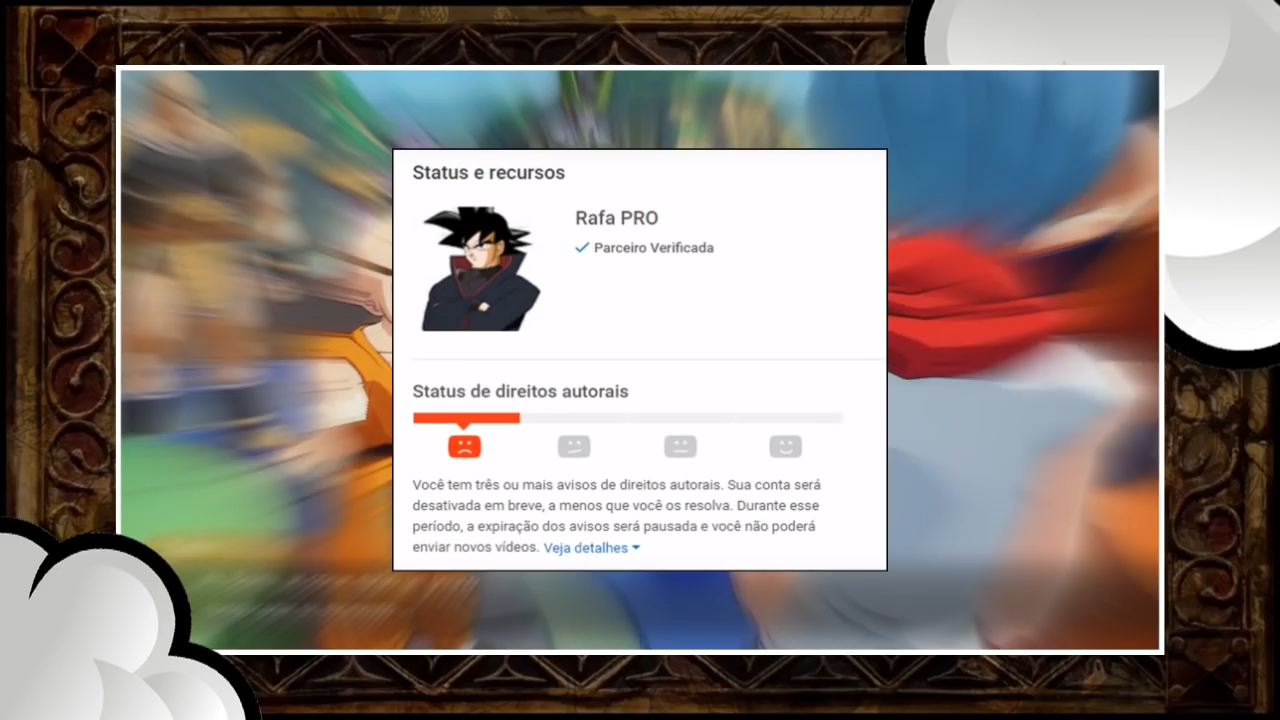 Status e recursos
Rafa PRO
Parceiro Verificada
Status de direitos autorais
Você tem três ou mais avisos de direitos autorais. Sua conta será
desativada em breve, a menos que você os resolva. Durante esse
período, a expiração dos avisos será pausada e você não poderá
enviar novos vídeos. Veja detalhes